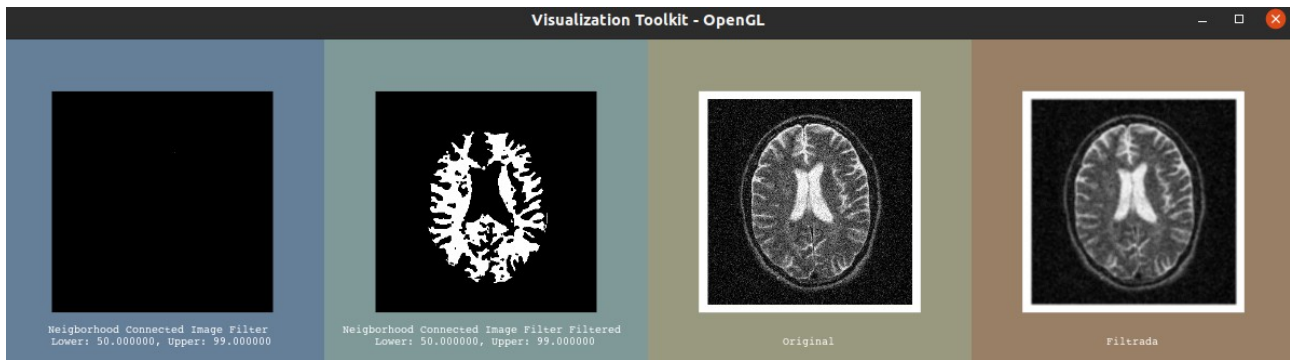 Visualization Toolkit - OpenGL
Neigborhood Connected Image Filter
Lower: 50.000000, Upper: 99.000000
Neigborhood Connected Image Filter Filtered
Lower: 50.000000, Upper: 99.000000
Original
Filtrada